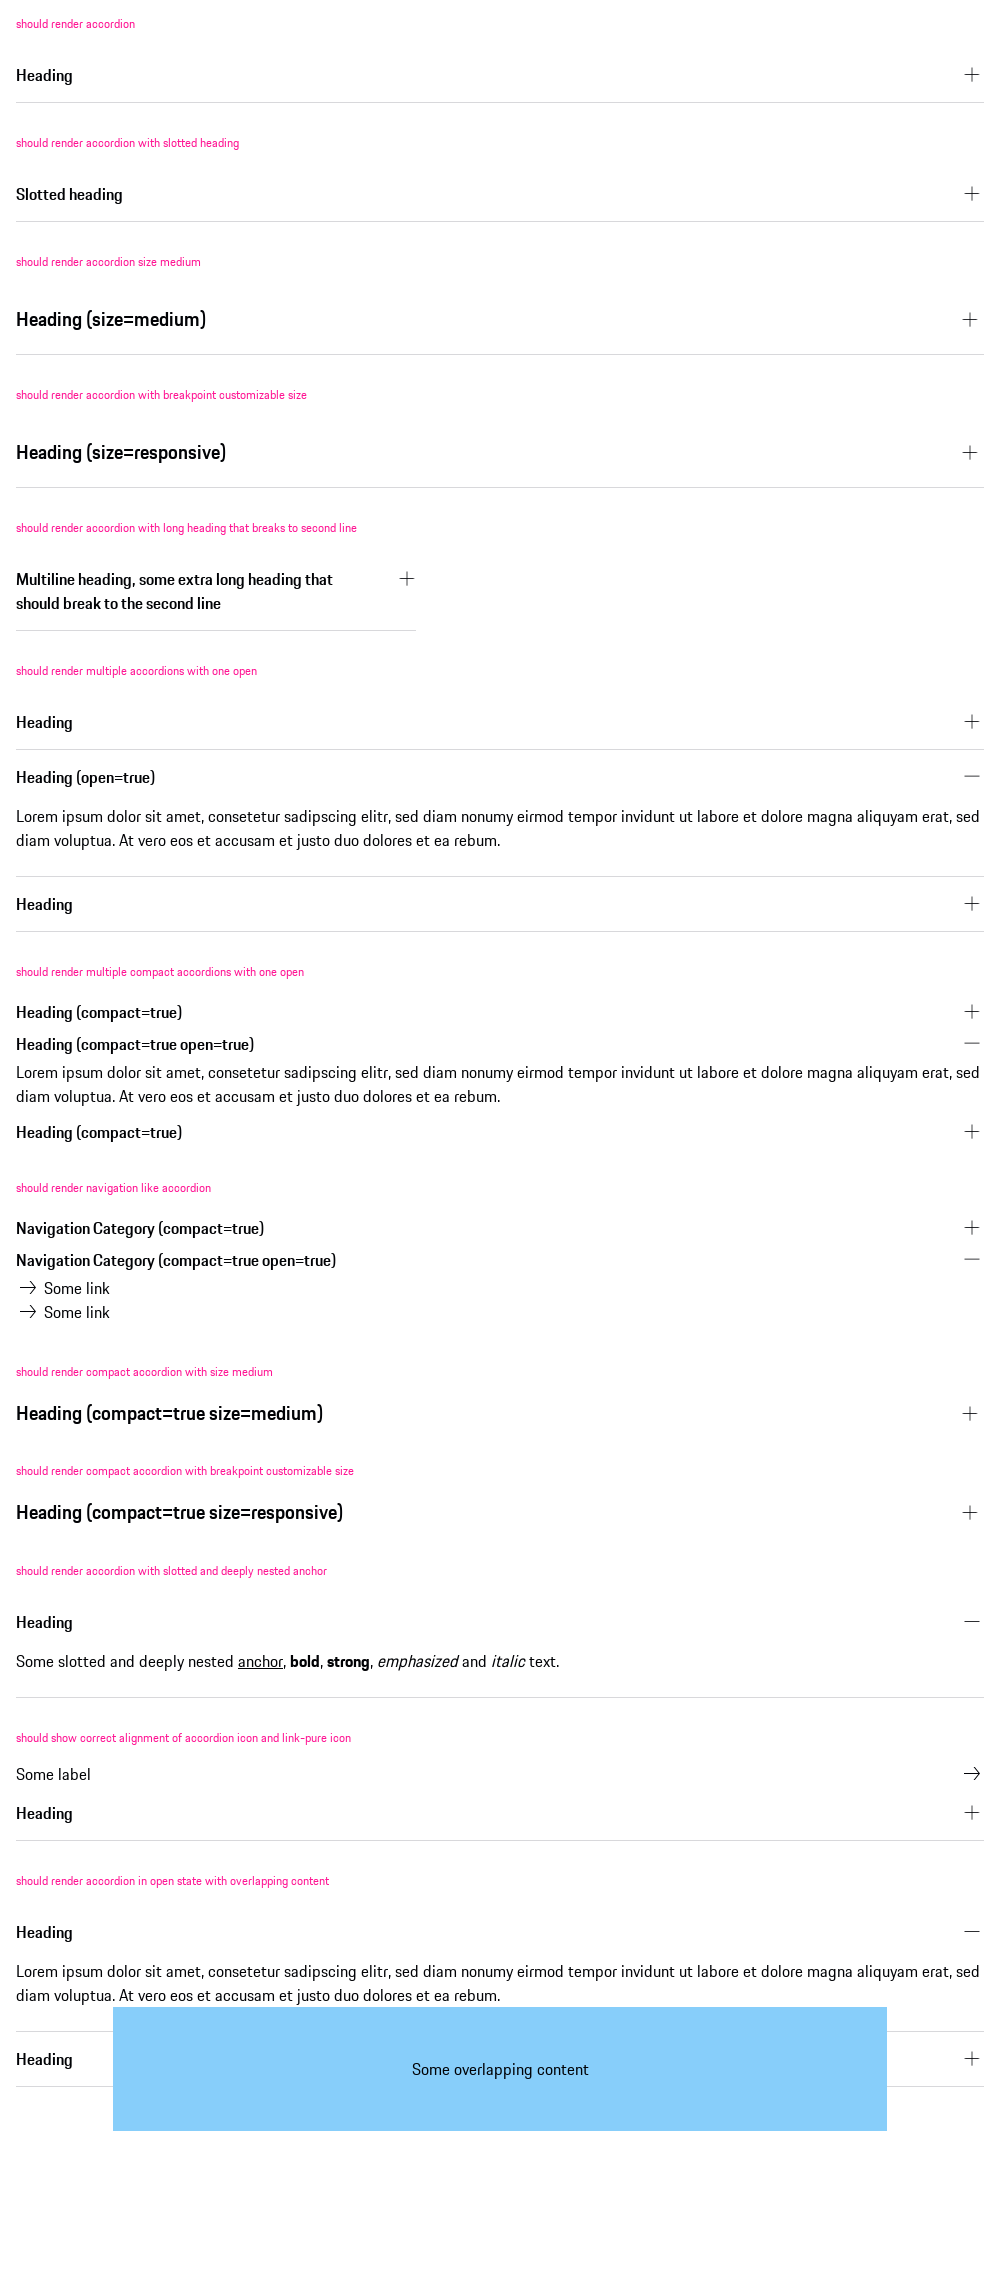 should render accordion
Heading
should render accordion with slotted heading
Slotted heading
should render accordion size medium
Heading (size=medium)
should render accordion with breakpoint customizable size
Heading (size=responsive)
should render accordion with long heading that breaks to second line
Multiline heading, some extra long heading that
should break to the second line
should render multiple accordions with one open
Heading
Heading (open=true)
Lorem ipsum dolor sit amet, consetetur sadipscing elitr, sed diam nonumy eirmod tempor invidunt ut labore et dolore magna aliquyam erat, sed
diam voluptua. At vero eos et accusam et justo duo dolores et ea rebum.
Heading
should render multiple compact accordions with one open
Heading (compact=true)
Heading (compact=true open=true)
Lorem ipsum dolor sit amet, consetetur sadipscing elitr, sed diam nonumy eirmod tempor invidunt ut labore et dolore magna aliquyam erat, sed
diam voluptua. At vero eos et accusam et justo duo dolores et ea rebum.
Heading (compact=true)
should render navigation like accordion
Navigation Category (compact=true)
Navigation Category (compact=true open=true)
Some link
Some link
should render compact accordion with size medium
Heading (compact=true size=medium)
should render compact accordion with breakpoint customizable size
Heading (compact=true size=responsive)
should render accordion with slotted and deeply nested anchor
Heading
Some slotted and deeply nested anchor, bold, strong, emphasized and italic text.
should show correct alignment of accordion icon and link-pure icon
Some label
Heading
should render accordion in open state with overlapping content
Heading
Lorem ipsum dolor sit amet, consetetur sadipscing elitr, sed diam nonumy eirmod tempor invidunt ut labore et dolore magna aliquyam erat, sed
diam voluptua. At vero eos et accusam et justo duo dolores et ea rebum.
Heading
Some overlapping content